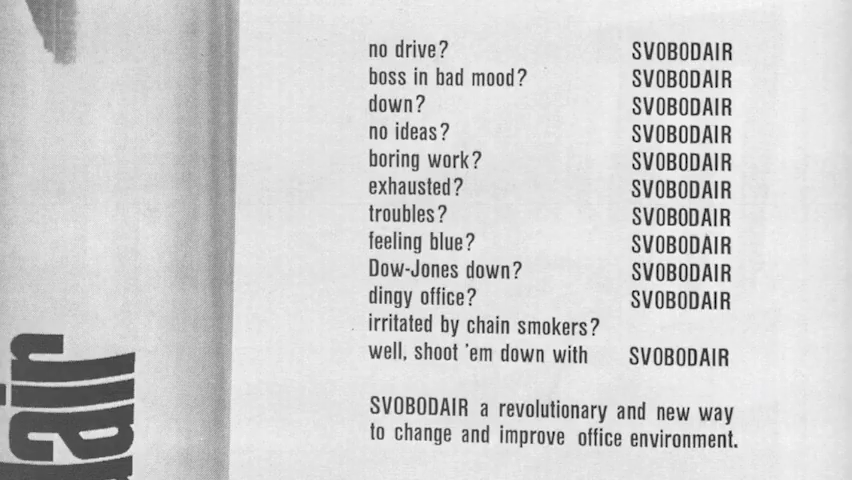 no drive? SVOBODAIR
boss in bad mood? SVOBODAIR
down? SVOBODAIR
no ideas? SVOBODAIR
boring work? SVOBODAIR
exhausted? SVOBODAIR
troubles? SVOBODAIR
feeling blue? SVOBODAIR
Dow-Jones down? SVOBODAIR
dingy office? SVOBODAIR
irritated by chain smokers?
well, shoot 'em down with SVOBODAIR
SVOBODAIR a revolutionary and new way
to change and improve office environment.
air